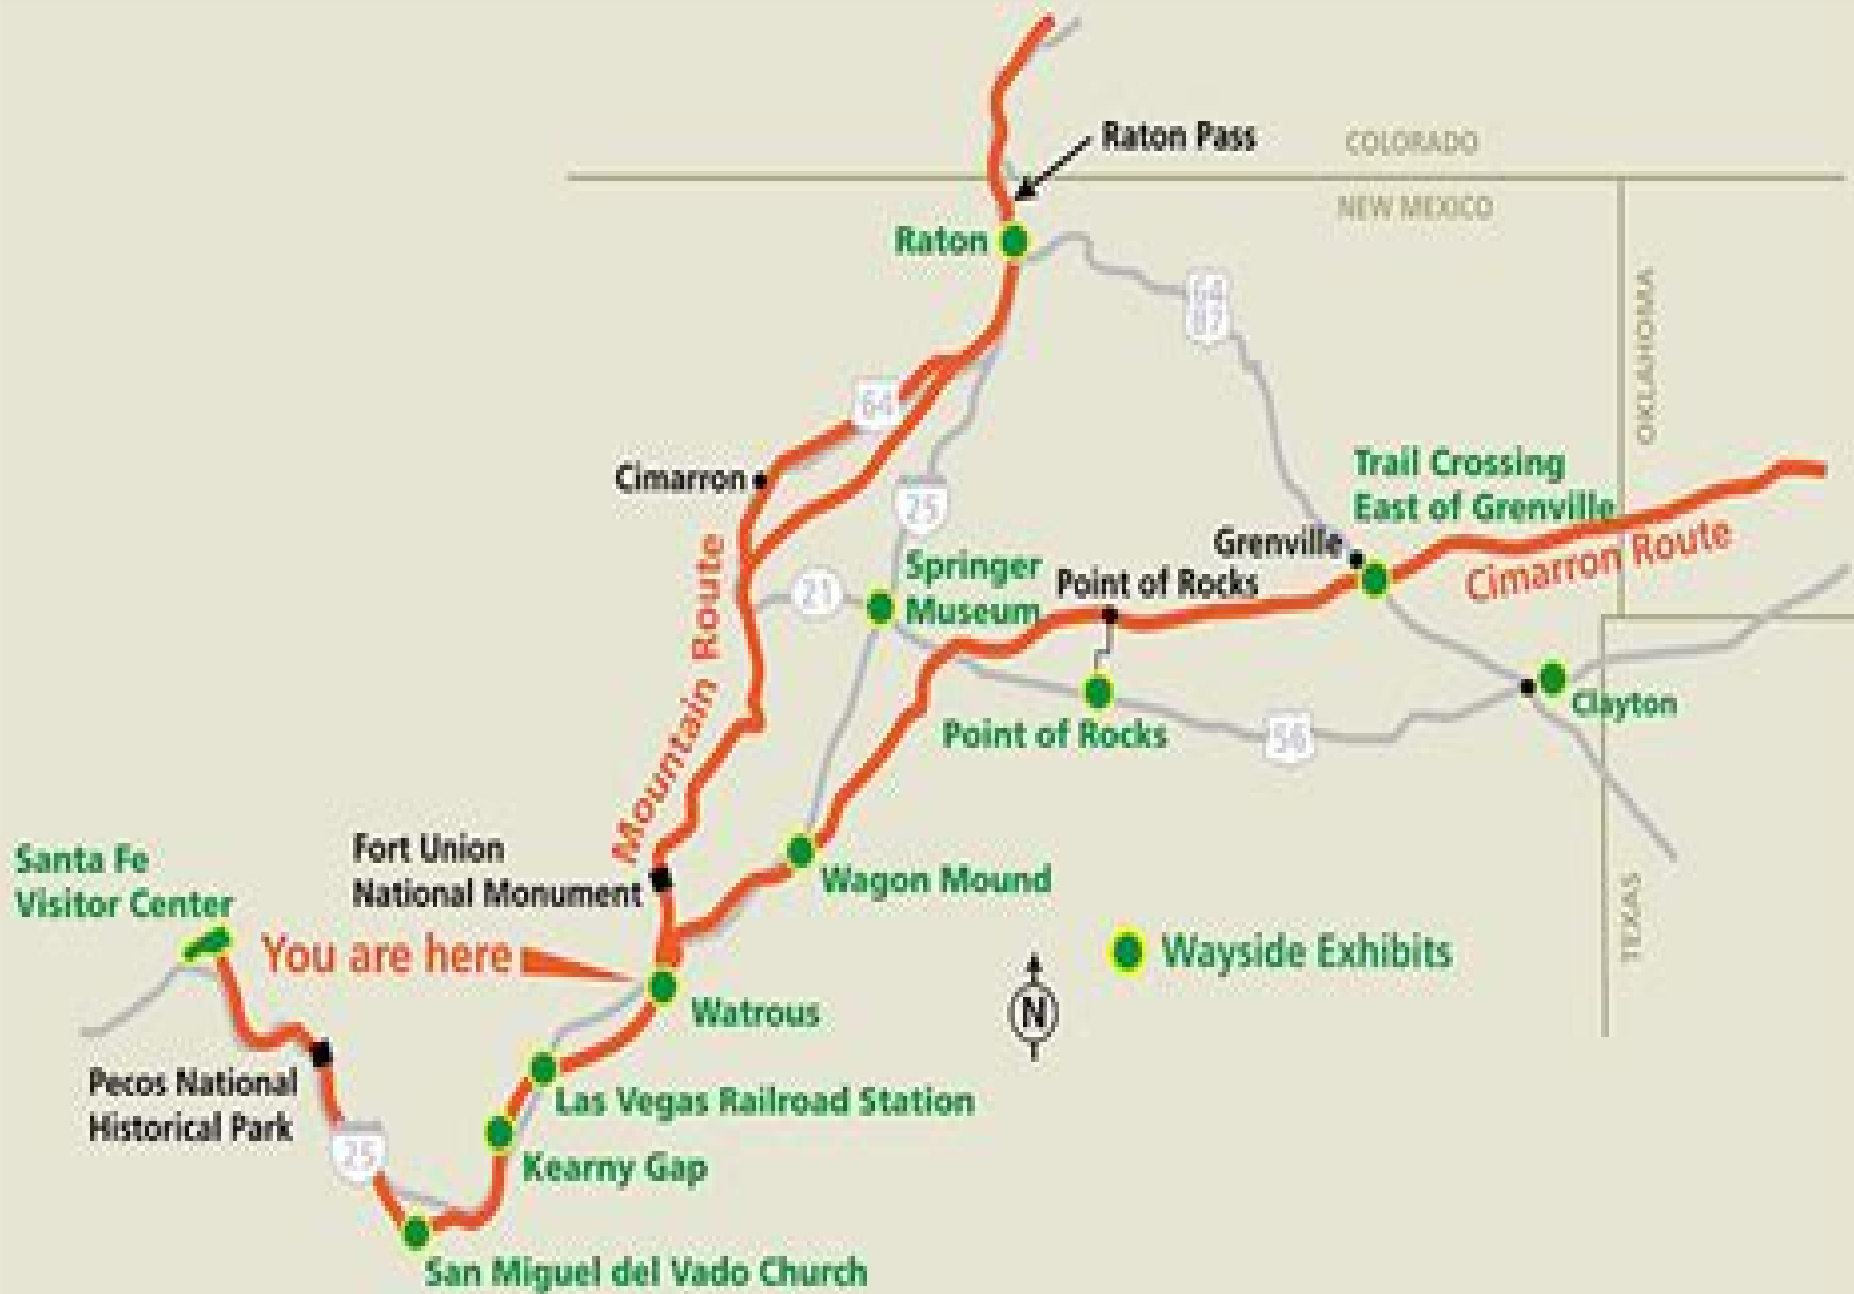 Raton Pass
COLORADO
NEW MEXICO
Raton
64
87
OKLAHOMA
64
Cimarron
25
Trail Crossing
East of Grenville
Grenville
Cimarron Route
Springer
Museum
Point of Rocks
21
Mountain Route
Point of Rocks
56
Clayton
TEXAS
Fort Union
National Monument
Santa Fe
Visitor Center
Wagon Mound
You are here
Wayside Exhibits
N
Watrous
Pecos National
Historical Park
25
Las Vegas Railroad Station
Kearny Gap
San Miguel del Vado Church